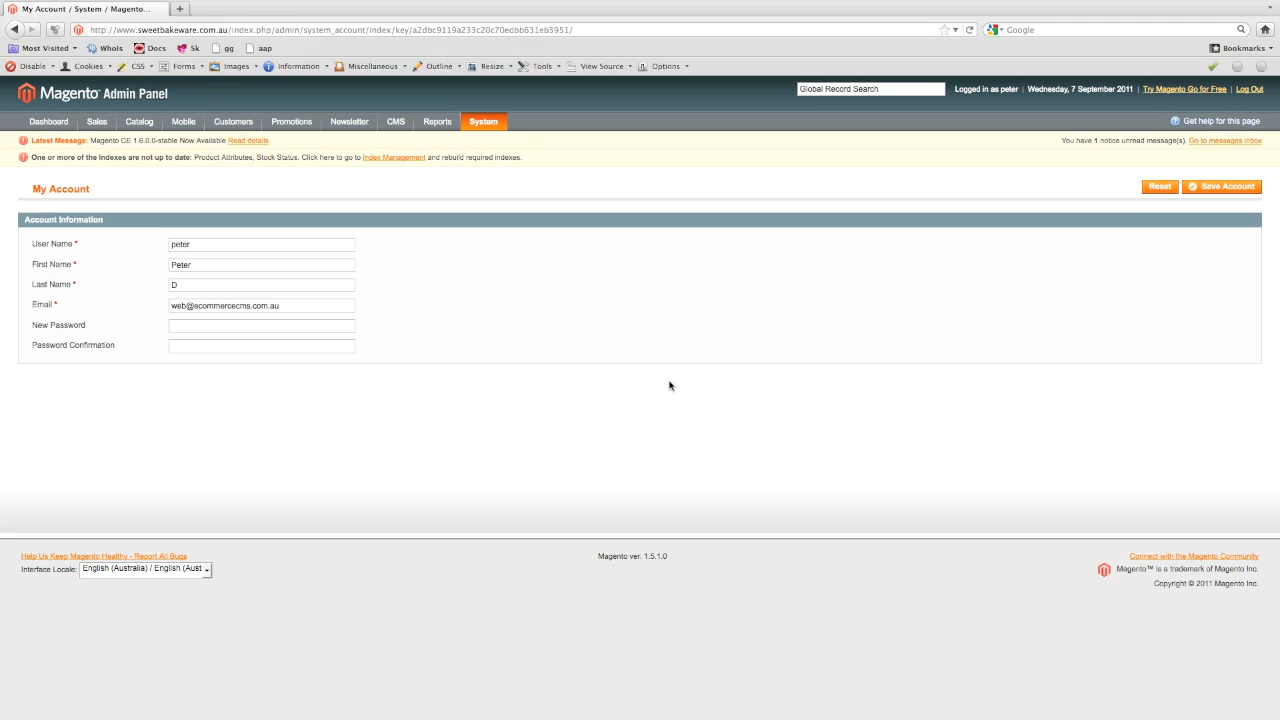 My Account / System / Magento...
http://www.sweetbakeware.com.au/index.php/admin/system_account/index/key/a2dbc9119a233c20c70edbb631eb3951/
Google
Most Visited WhoIs Docs Sk gg aap Bookmarks
Disable Cookies CSS Forms Images Information Miscellaneous Outline Resize Tools View Source Options
Magento Admin Panel
Global Record Search
Logged in as peter | Wednesday, 7 September 2011 | Try Magento Go for Free | Log Out
Dashboard Sales Catalog Mobile Customers Promotions Newsletter CMS Reports System
Get help for this page
Latest Message: Magento CE 1.6.0.0-stable Now Available Read details
You have 1 notice unread message(s). Go to messages inbox
One or more of the Indexes are not up to date: Product Attributes, Stock Status. Click here to go to Index Management and rebuild required indexes.
My Account
Reset Save Account
Account Information
User Name * peter
First Name * Peter
Last Name * D
Email * web@ecommercecms.com.au
New Password
Password Confirmation
Help Us Keep Magento Healthy - Report All Bugs
Magento ver. 1.5.1.0
Connect with the Magento Community
Interface Locale: English (Australia) / English (Aust
Magento™ is a trademark of Magento Inc.
Copyright © 2011 Magento Inc.